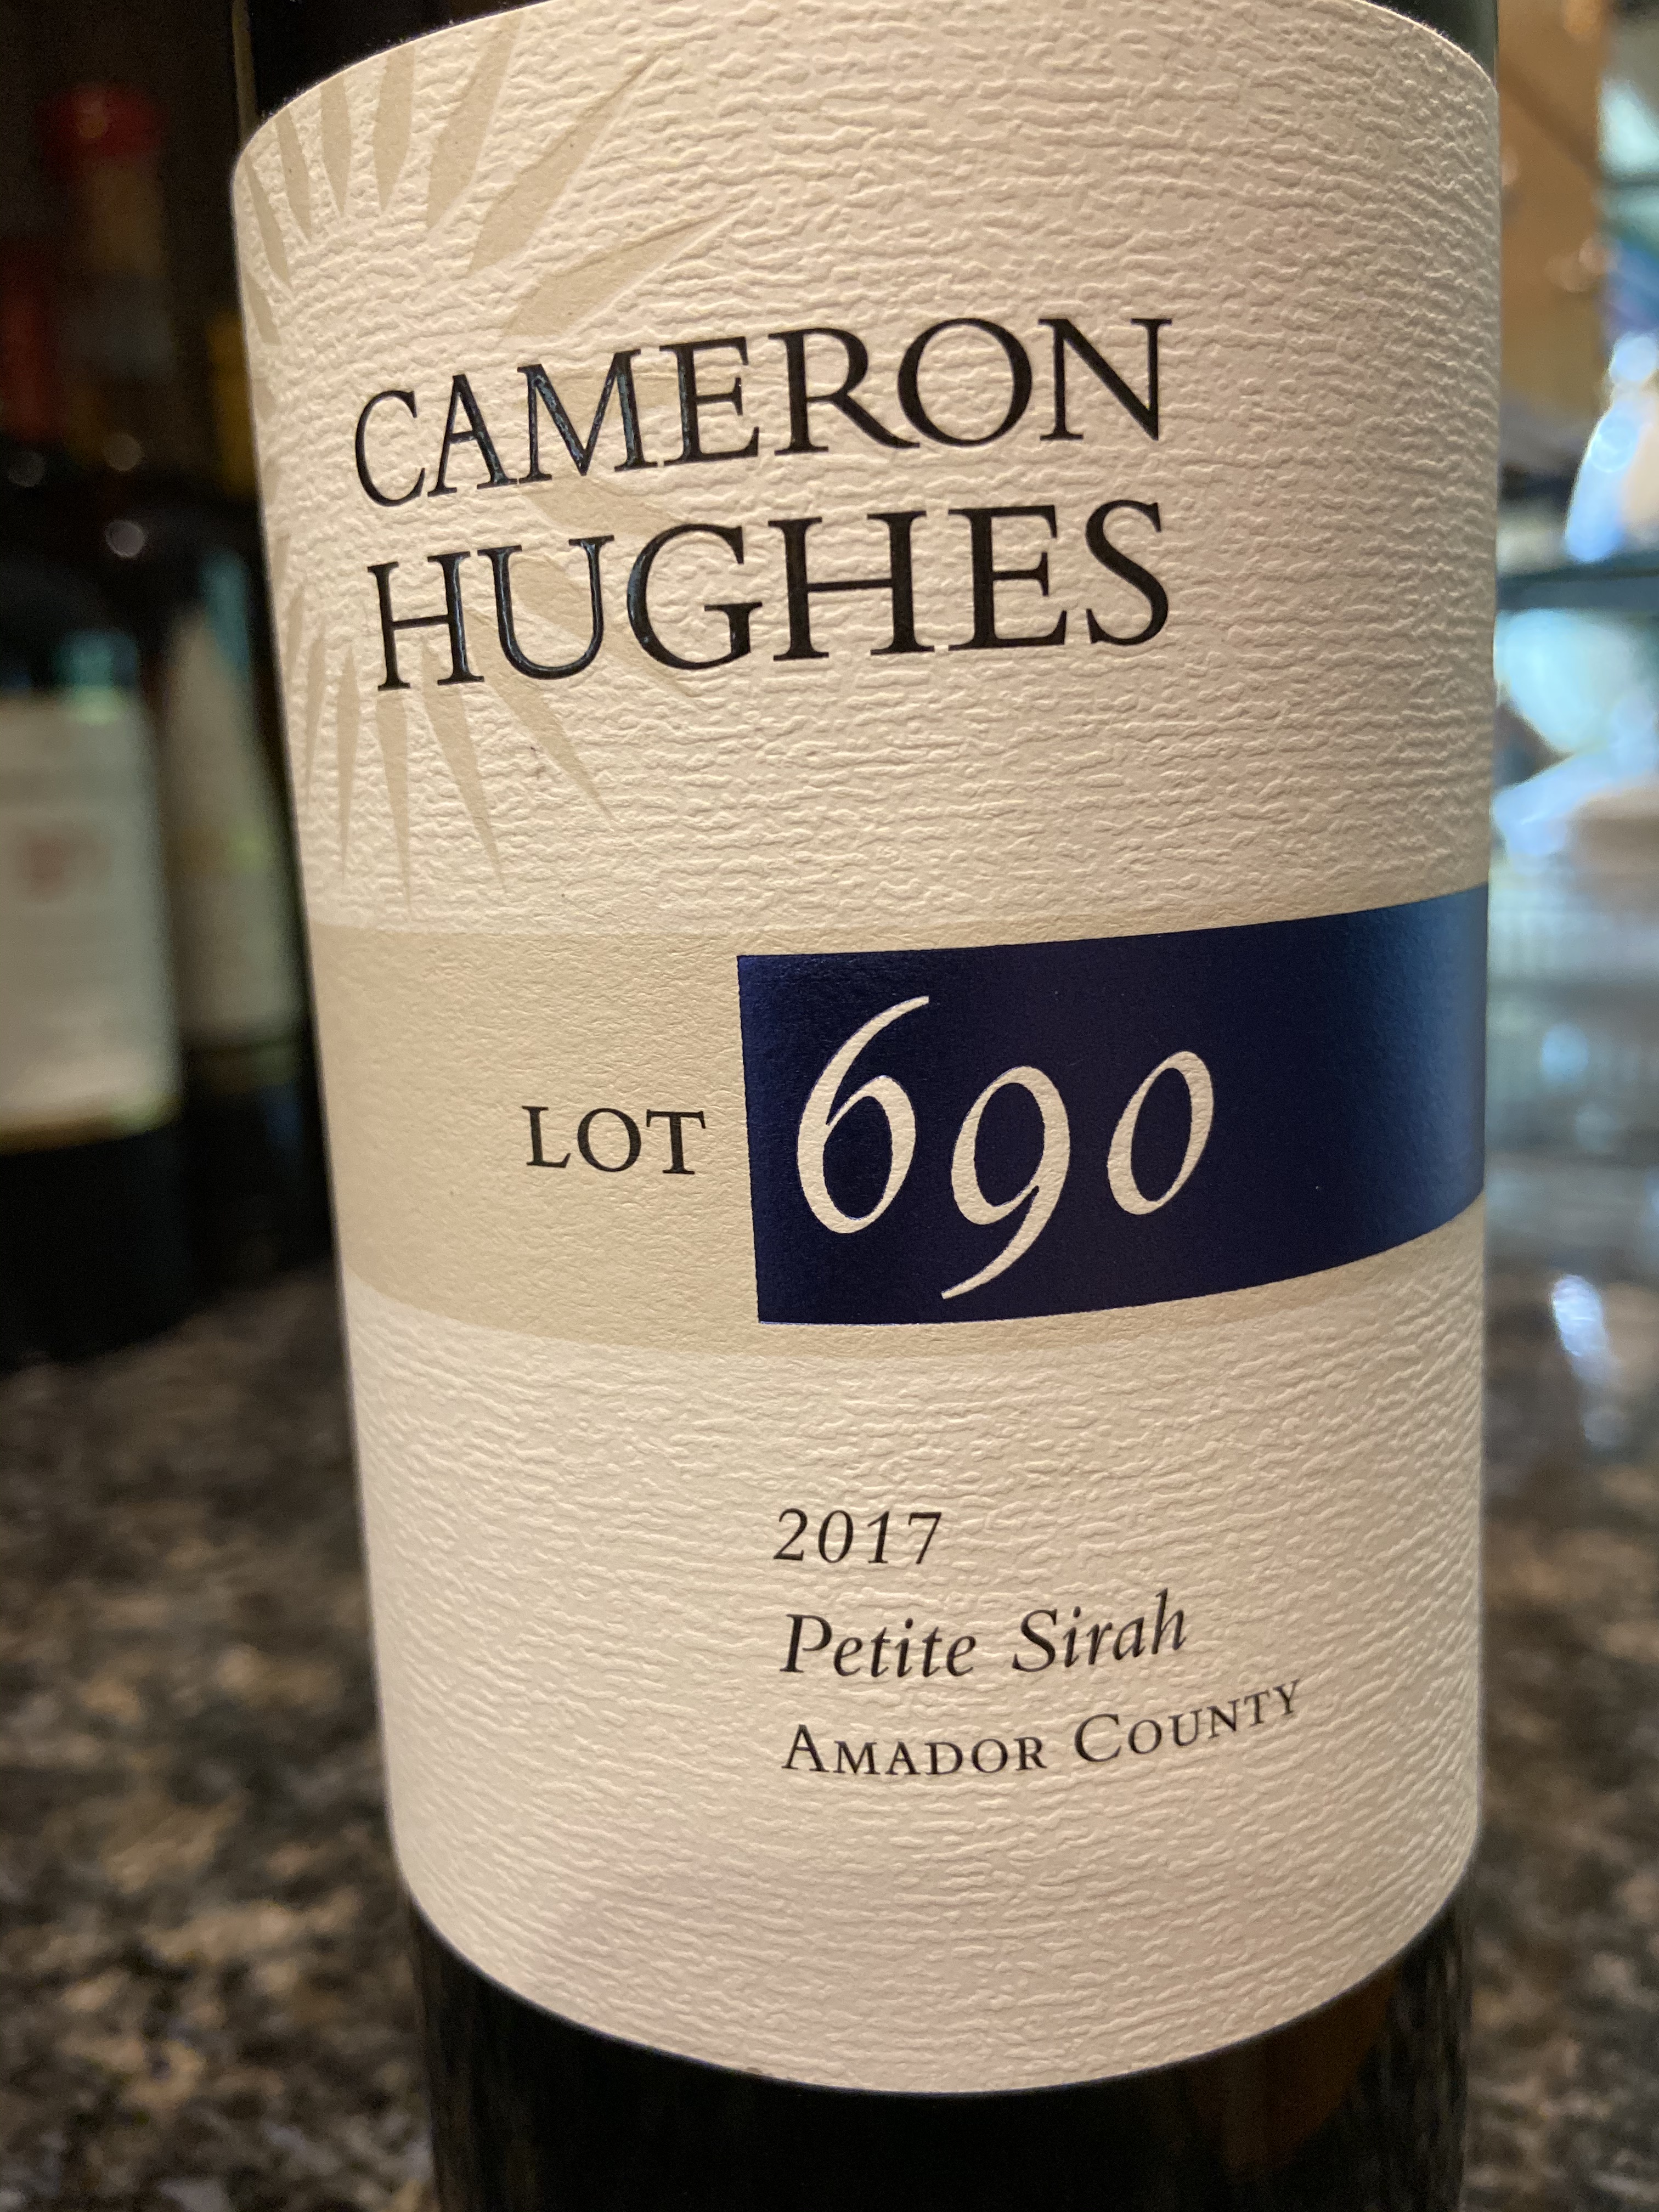 CAMERON
HUGHES
LOT 690
2017
Petite Sirah
AMADOR COUNTY